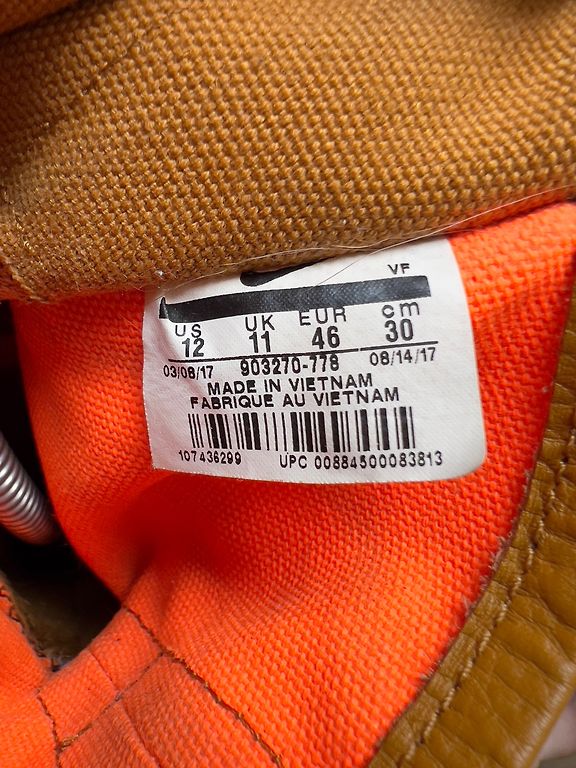 VF
US UK EUR cm
12 11 46 30
03/08/17 903270-778 08/14/17
MADE IN VIETNAM
FABRIQUE AU VIETNAM
107436299 UPC 00884500083813